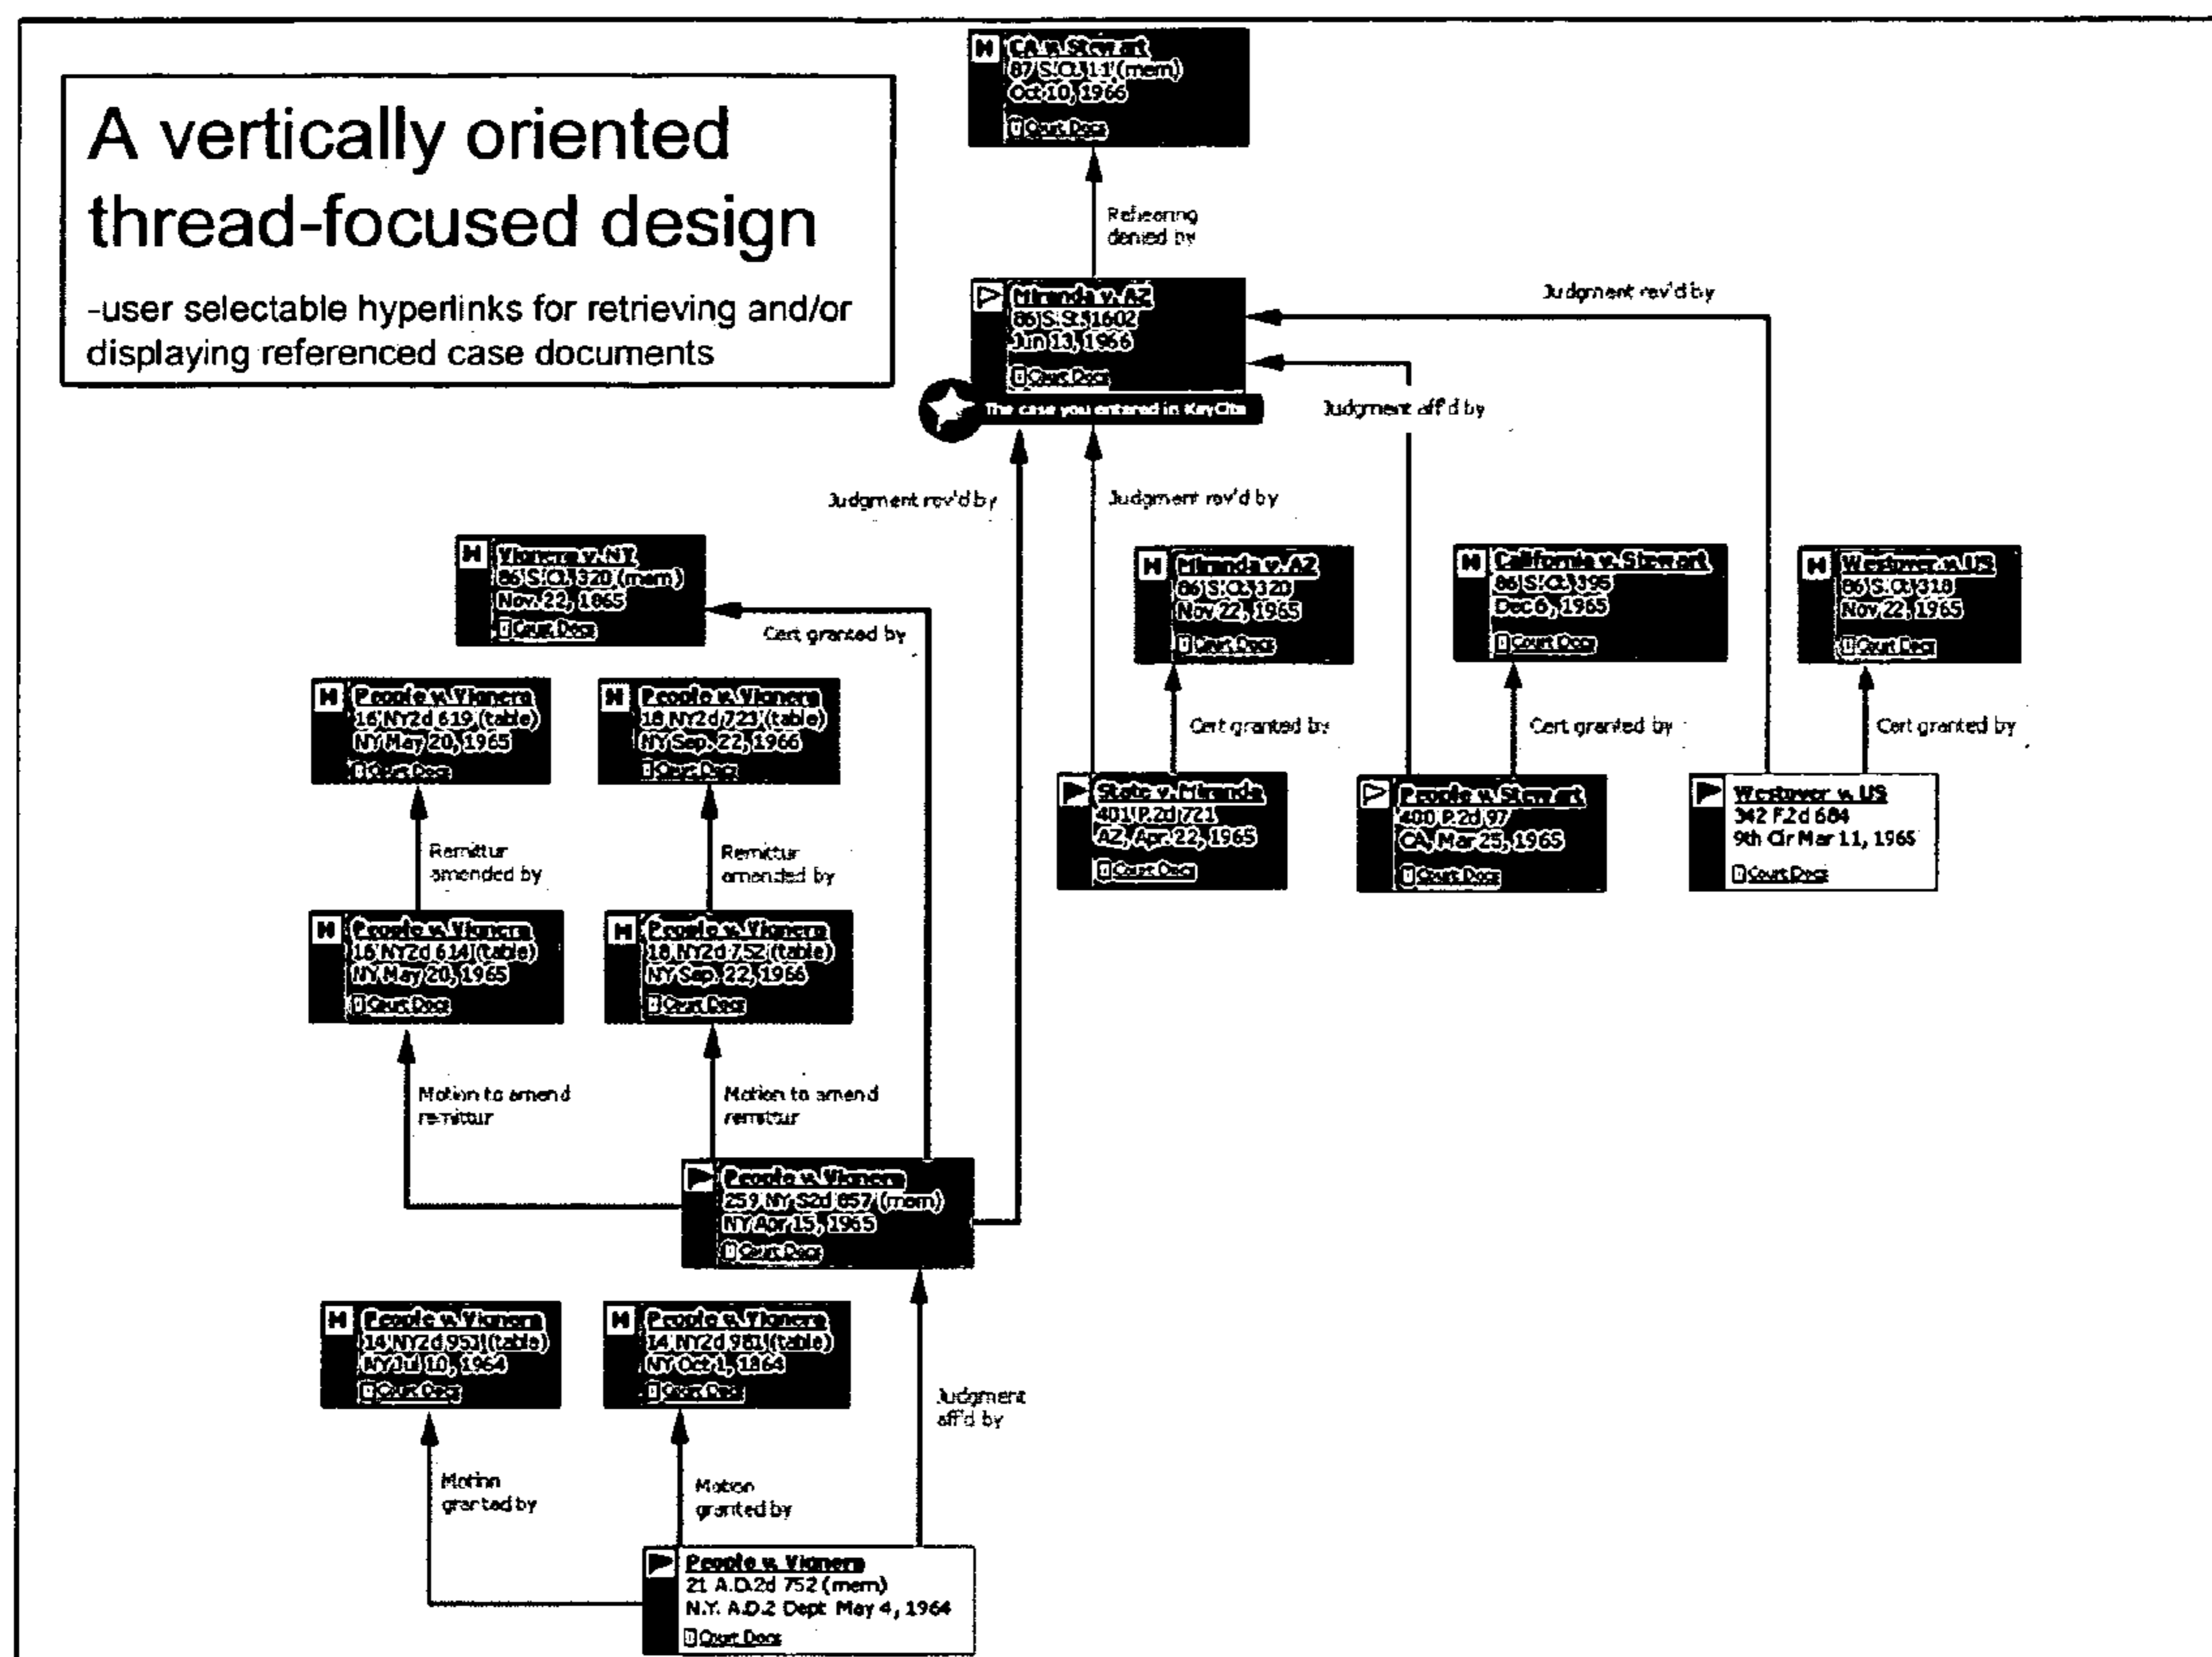 A vertically oriented
thread-focused design
-user selectable hyperlinks for retrieving and/or
displaying referenced case documents
H CA v. Stewart
87 S.Ct. 11 (mem)
Oct 10, 1966
Court Docs
Rehearing
denied by
Miranda v. AZ
86 S.St. 1602
Jun 13, 1966
Court Docs
The case you entered in KeyCite
Judgment rev'd by
Judgment aff'd by
Judgment rev'd by
Judgment rev'd by
H Vignera v. NY
86 S.Ct. 320 (mem)
Nov. 22, 1865
Court Docs
Cert granted by
H Miranda v. AZ
86 S.Ct. 320
Nov 22, 1965
Court Docs
H California v. Stewart
86 S.Ct. 395
Dec 6, 1965
Court Docs
H Westover v. US
86 S.Ct. 318
Nov 22, 1965
Court Docs
H People v. Vignera
16 NY2d 619 (table)
NY May 20, 1965
Court Docs
H People v. Vignera
18 NY2d 723 (table)
NY Sep. 22, 1966
Court Docs
Cert granted by
Cert granted by
Cert granted by
State v. Miranda
401 P.2d 721
AZ, Apr. 22, 1965
Court Docs
People v. Stewart
400 P.2d 97
CA, Mar 25, 1965
Court Docs
Westover v. US
342 F.2d 684
9th Cir Mar 11, 1965
Court Docs
Remittur
amended by
Remittur
amended by
H People v. Vignera
16 NY2d 614 (table)
NY May 20, 1965
Court Docs
H People v. Vignera
18 NY2d 752 (table)
NY Sep. 22, 1966
Court Docs
Motion to amend
remittur
Motion to amend
remittur
People v. Vignera
259 NY S2d 857 (mem)
NY Apr 15, 1965
Court Docs
H People v. Vignera
14 NY2d 953 (table)
NY Jul 10, 1964
Court Docs
H People v. Vignera
14 NY2d 981 (table)
NY Oct 1, 1864
Court Docs
Judgment
aff'd by
Motion
granted by
Motion
granted by
People v. Vignera
21 A.D.2d 752 (mem)
N.Y. A.D.2 Dept May 4, 1964
Court Docs